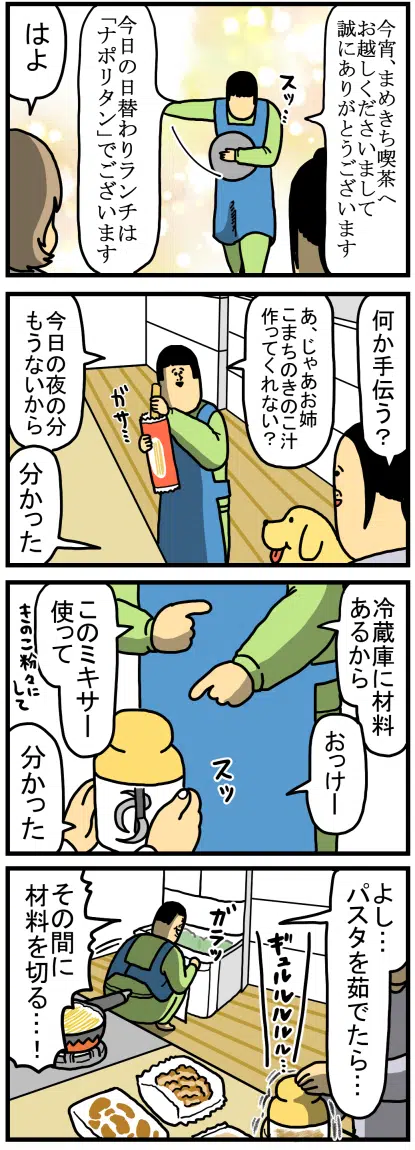 今宵、まめきち喫茶へ
お越しくださいまして
誠にありがとうございます
スッ…
今日の日替わりランチは
「ナポリタン」でございます
はよ
何か手伝う？
あ、じゃあお姉
こまちのきのこ汁
作ってくれない？
ガサ…
今日の夜の分
もうないから
分かった
冷蔵庫に材料
あるから
おっけー
このミキサー
使って
きのこ粉々に
して
スッ
分かった
よし…
パスタを茹でたら…
ギュルルルルル…
ガラッ
その間に
材料を切る…！